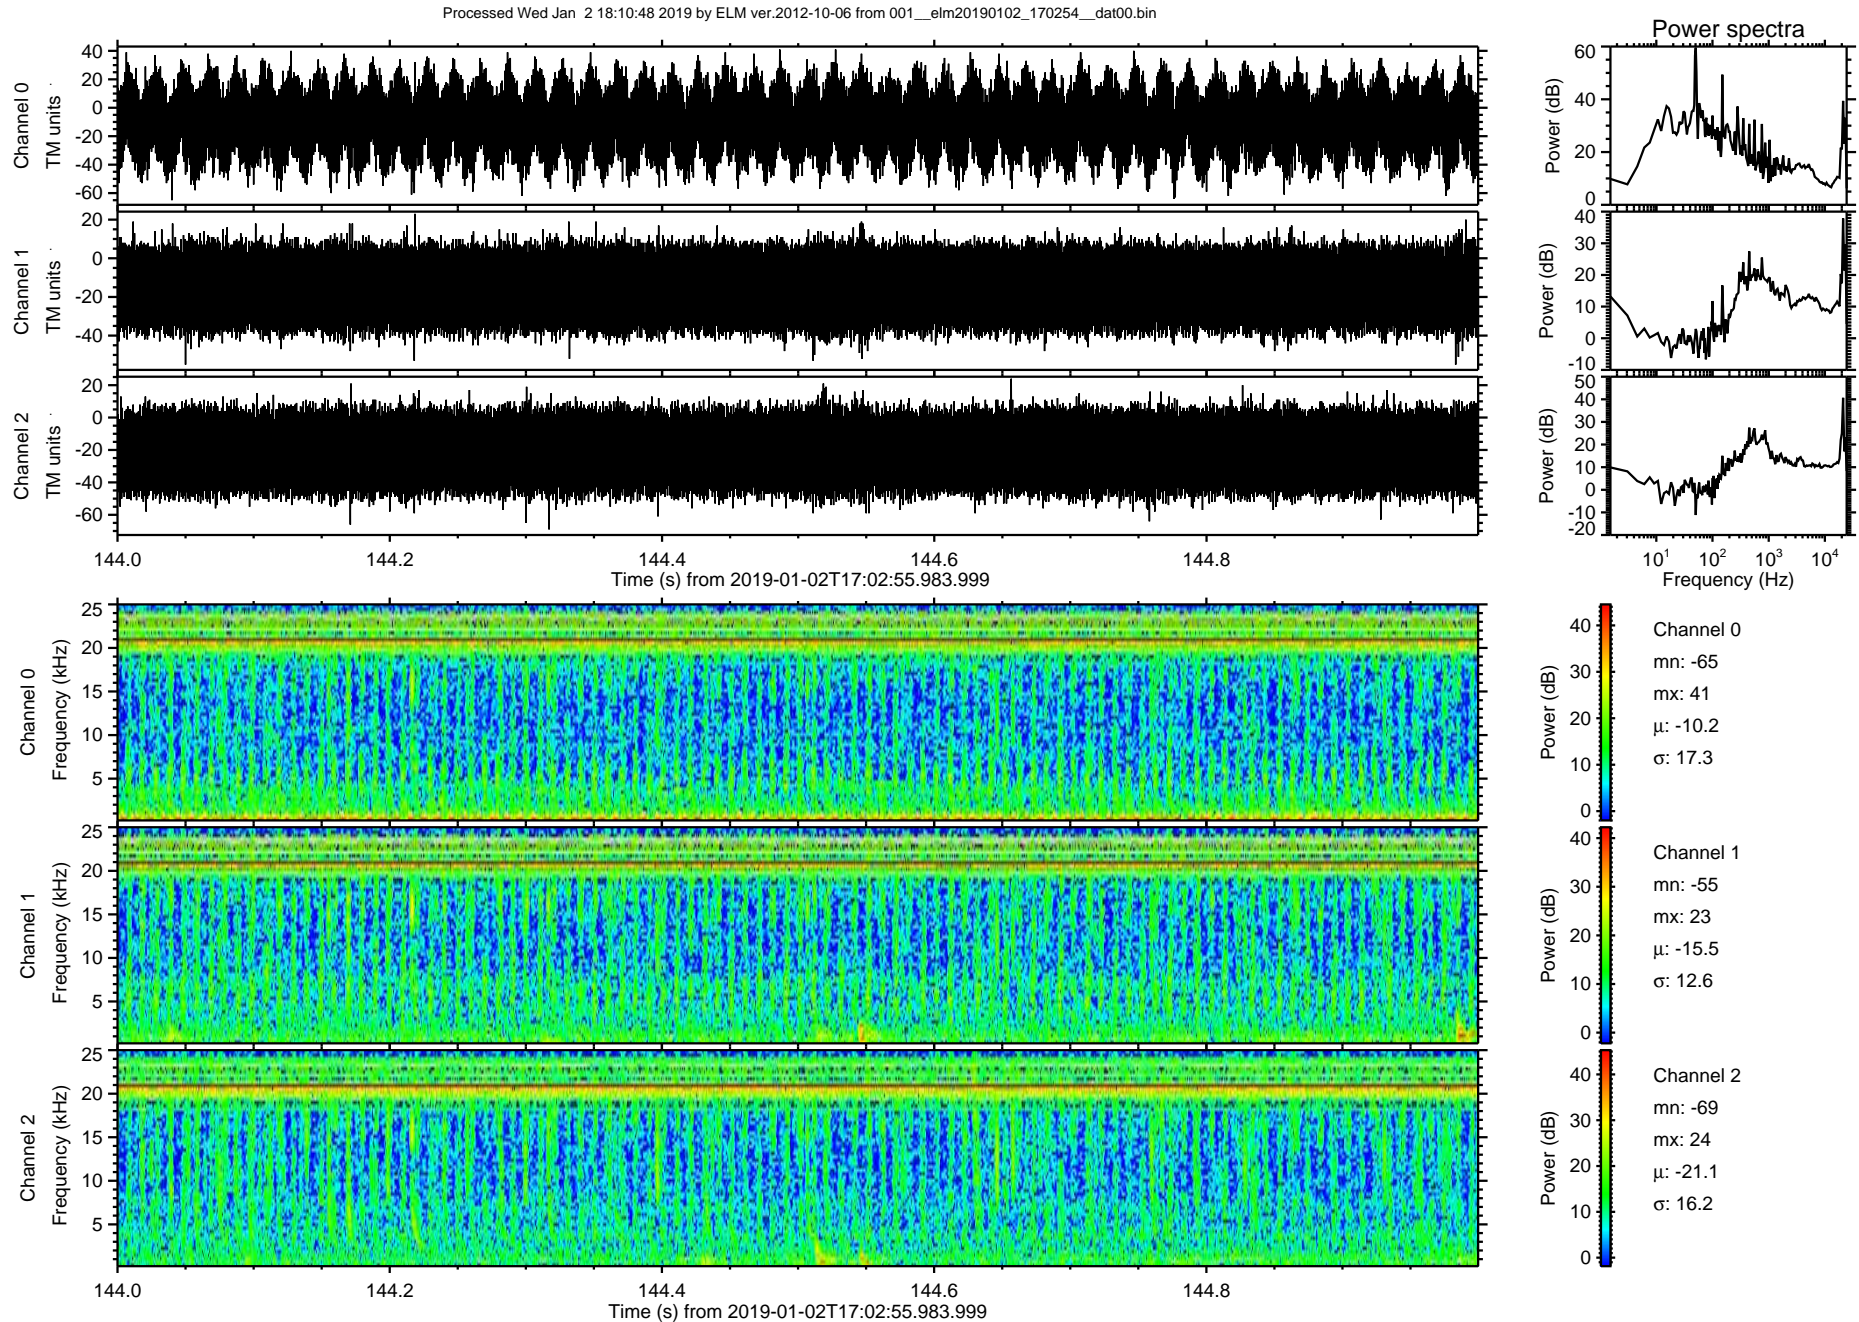 Processed Wed Jan  2 18:10:48 2019 by ELM ver.2012-10-06 from 001__elm20190102_170254__dat00.bin
Power spectra
Channel 0
TM units
40
20
0
-20
-40
-60
Power (dB)
60
40
20
0
Channel 1
TM units
20
0
-20
-40
Power (dB)
40
30
20
10
0
-10
Channel 2
TM units
20
0
-20
-40
-60
Power (dB)
50
40
30
20
10
0
-10
-20
144.0 144.2 144.4 144.6 144.8
Time (s) from 2019-01-02T17:02:55.983.999
10^1 10^2 10^3 10^4
Frequency (Hz)
Channel 0
Frequency (kHz)
25
20
15
10
5
Power (dB)
40
30
20
10
0
Channel 0
mn: -65
mx: 41
μ: -10.2
σ: 17.3
Channel 1
Frequency (kHz)
25
20
15
10
5
Power (dB)
40
30
20
10
0
Channel 1
mn: -55
mx: 23
μ: -15.5
σ: 12.6
Channel 2
Frequency (kHz)
25
20
15
10
5
Power (dB)
40
30
20
10
0
Channel 2
mn: -69
mx: 24
μ: -21.1
σ: 16.2
144.0 144.2 144.4 144.6 144.8
Time (s) from 2019-01-02T17:02:55.983.999